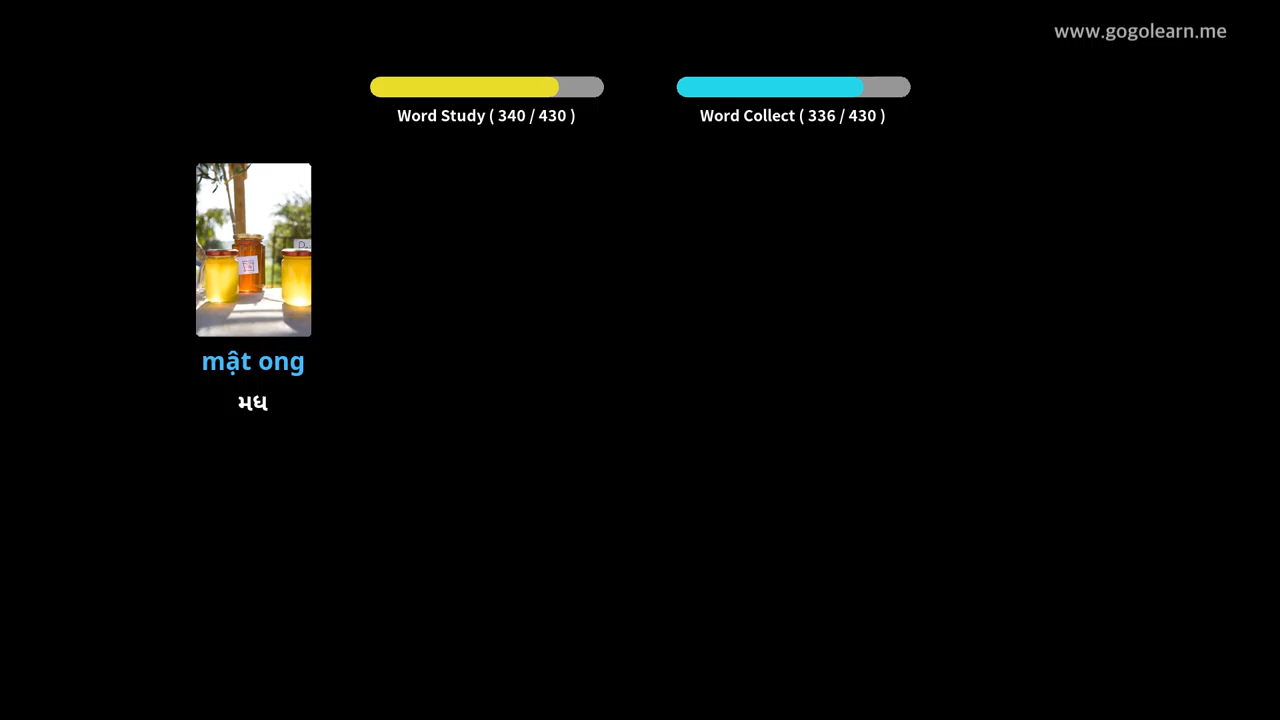 www.gogolearn.me
Word Study ( 340 / 430 )
Word Collect ( 336 / 430 )
mật ong
મધ